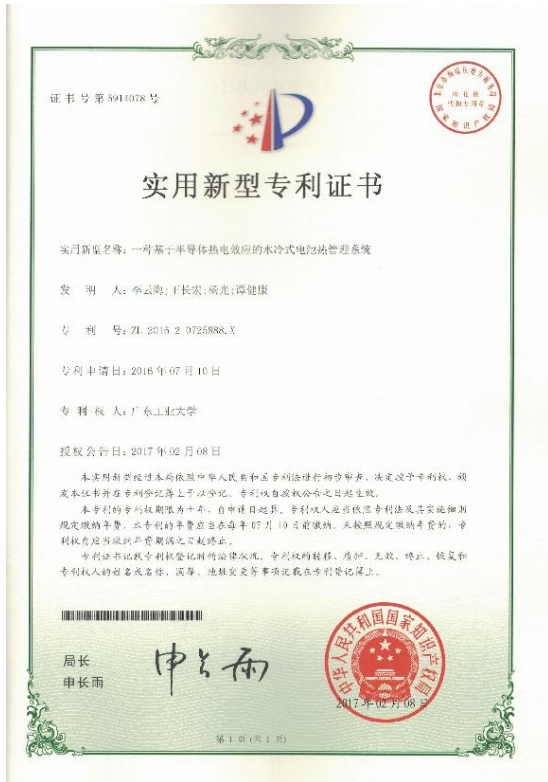 证书号第5914078号
实用新型专利证书
实用新型名称：一种基于半导体热电效应的水冷式电池热管理系统
发 明 人：李云海;王长宏;杨光;谭健康
专 利 号：ZL 2016 2 0725888.X
专利申请日：2016年07月10日
专 利 权 人：广东工业大学
授权公告日：2017年02月08日
本实用新型经过本局依照中华人民共和国专利法进行初步审查，决定授予专利权，颁
发本证书并在专利登记簿上予以登记。专利权自授权公告之日起生效。
本专利的专利权期限为十年，自申请日起算。专利权人应当依照专利法及其实施细则
规定缴纳年费。本专利的年费应当在每年07月10日前缴纳。未按照规定缴纳年费的，专
利权自应当缴纳年费期满之日起终止。
专利证书记载专利权登记时的法律状况。专利权的转移、质押、无效、终止、恢复和
专利权人的姓名或名称、国籍、地址变更等事项记载在专利登记簿上。
局长
申长雨
申长雨
中华人民共和国国家知识产权局
2017年02月08日
第1页(共1页)